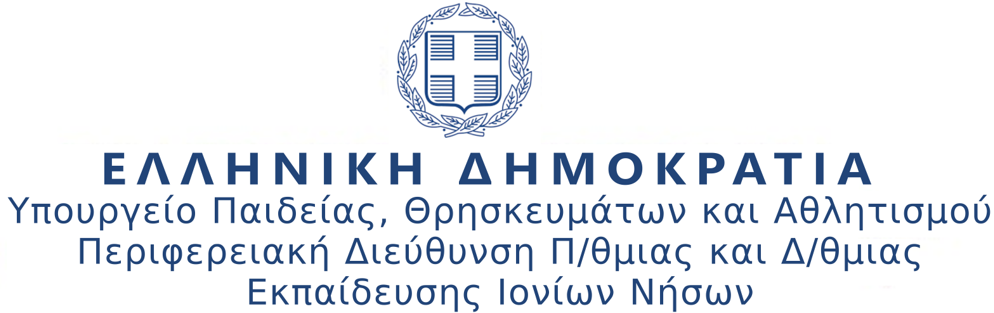 ΕΛΛΗΝΙΚΗ ΔΗΜΟΚΡΑΤΙΑ
Υπουργείο Παιδείας, Θρησκευμάτων και Αθλητισμού
Περιφερειακή Διεύθυνση Π/θμιας και Δ/θμιας
Εκπαίδευσης Ιονίων Νήσων